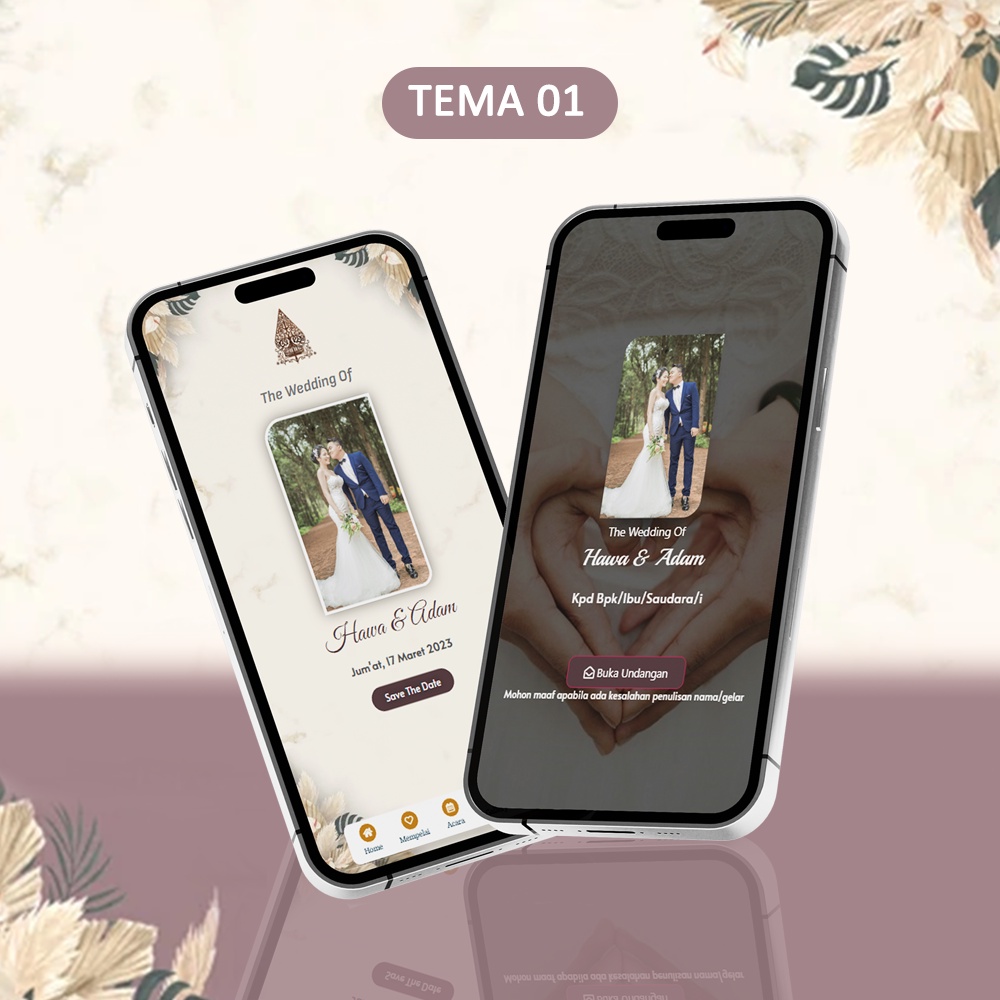 TEMA 01
The Wedding Of
Hawa & Adam
Jum'at, 17 Maret 2023
Save The Date
Home
Mempelai
Acara
The Wedding Of
Hawa & Adam
Kpd Bpk/Ibu/Saudara/i
Buka Undangan
Mohon maaf apabila ada kesalahan penulisan nama/gelar